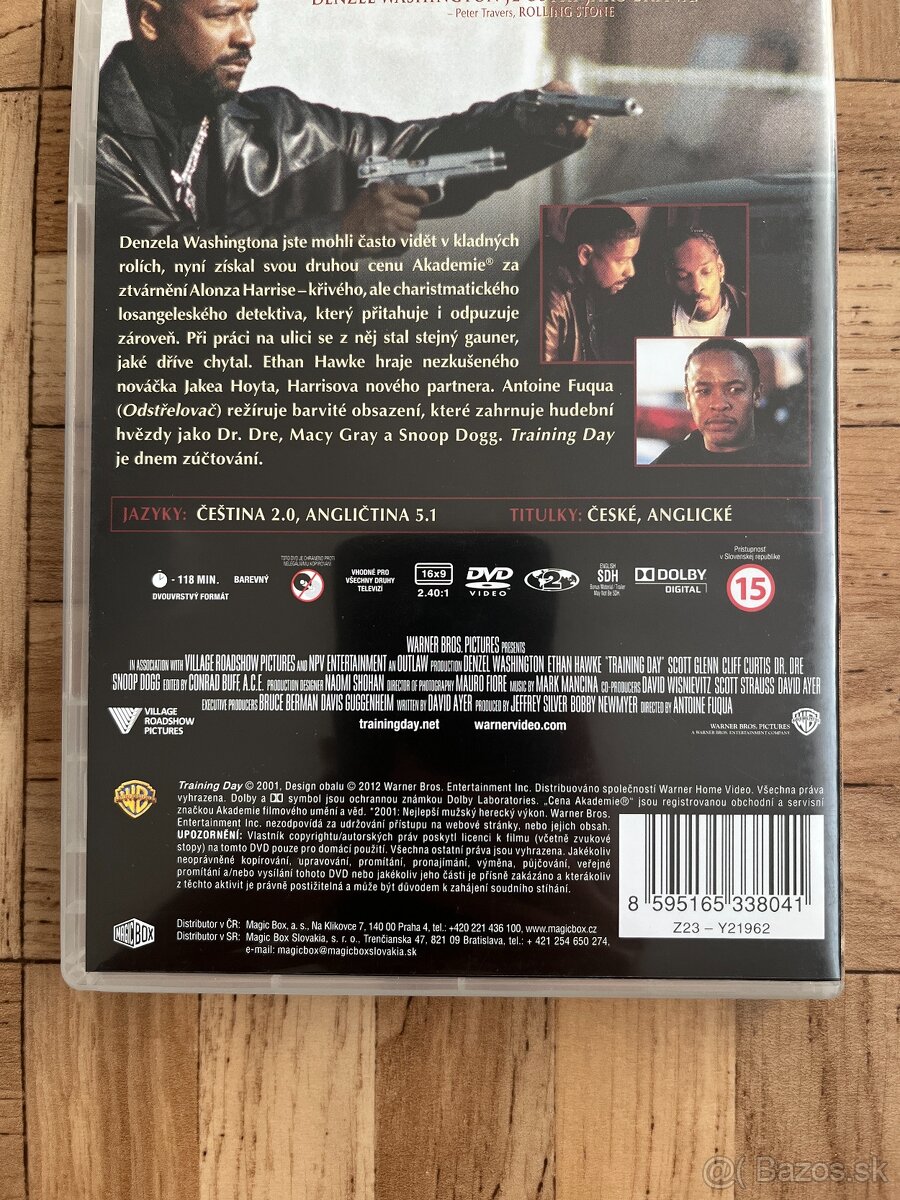 DENZEL WASHINGTON JE
– Peter Travers, ROLLING STONE
Denzela Washingtona jste mohli často vidět v kladných
rolích, nyní získal svou druhou cenu Akademie® za
ztvárnění Alonza Harrise – křivého, ale charistmatického
losangeleského detektiva, který přitahuje i odpuzuje
zároveň. Při práci na ulici se z něj stal stejný gauner,
jaké dříve chytal. Ethan Hawke hraje nezkušeného
nováčka Jakea Hoyta, Harrisova nového partnera. Antoine Fuqua
(Odstřelovač) režíruje barvité obsazení, které zahrnuje hudební
hvězdy jako Dr. Dre, Macy Gray a Snoop Dogg. Training Day
je dnem zúčtování.
JAZYKY: ČEŠTINA 2.0, ANGLIČTINA 5.1 TITULKY: ČESKÉ, ANGLICKÉ
- 118 MIN. BAREVNÝ
DVOUVRSTVÝ FORMÁT
TOTO DVD JE CHRÁNĚNO PROTI
NELEGÁLNÍMU KOPÍROVÁNÍ
VHODNÉ PRO
VŠECHNY DRUHY
TELEVIZÍ
16x9
2.40:1
DVD
VIDEO
2
ENGLISH
SDH
Bonus Material / Trailer
May Not Be SDH
DOLBY
DIGITAL
Prístupnosť
v Slovenskej republike
15
WARNER BROS. PICTURES PRESENTS
IN ASSOCIATION WITH VILLAGE ROADSHOW PICTURES AND NPV ENTERTAINMENT AN OUTLAW PRODUCTION DENZEL WASHINGTON ETHAN HAWKE "TRAINING DAY" SCOTT GLENN CLIFF CURTIS DR. DRE
SNOOP DOGG EDITED BY CONRAD BUFF, A.C.E. PRODUCTION DESIGNER NAOMI SHOHAN DIRECTOR OF PHOTOGRAPHY MAURO FIORE MUSIC BY MARK MANCINA CO-PRODUCERS DAVID WISNIEVITZ SCOTT STRAUSS DAVID AYER
EXECUTIVE PRODUCERS BRUCE BERMAN DAVIS GUGGENHEIM WRITTEN BY DAVID AYER PRODUCED BY JEFFREY SILVER BOBBY NEWMYER DIRECTED BY ANTOINE FUQUA
VILLAGE
ROADSHOW
PICTURES
trainingday.net warnervideo.com
WARNER BROS. PICTURES
A WARNER BROS. ENTERTAINMENT COMPANY
Training Day © 2001, Design obalu © 2012 Warner Bros. Entertainment Inc. Distribuováno společností Warner Home Video. Všechna práva
vyhrazena. Dolby a symbol jsou ochrannou známkou Dolby Laboratories. „Cena Akademie®“ jsou registrovanou obchodní a servisní
značkou Akademie filmového umění a věd. *2001: Nejlepší mužský herecký výkon. Warner Bros.
Entertainment Inc. nezodpovídá za udržování přístupu na webové stránky, nebo jejich obsah.
UPOZORNĚNÍ: Vlastník copyrightu/autorských práv poskytl licenci k filmu (včetně zvukové
stopy) na tomto DVD pouze pro domácí použití. Všechna ostatní práva jsou vyhrazena. Jakékoliv
neoprávněné kopírování, upravování, promítání, pronajímání, výměna, půjčování, veřejné
promítání a/nebo vysílání tohoto DVD nebo jakékoliv jeho části je přísně zakázáno a kterákoliv
z těchto aktivit je právně postižitelná a může být důvodem k zahájení soudního stíhání.
MAGIC BOX
Distributor v ČR: Magic Box, a. s., Na Klikovce 7, 140 00 Praha 4, tel.: +420 221 436 100, www.magicbox.cz
Distributor v SR: Magic Box Slovakia, s. r. o., Trenčianska 47, 821 09 Bratislava, tel.: + 421 254 650 274,
e-mail: magicbox@magicboxslovakia.sk
8 595165 338041
Z23 – Y21962
Bazos.sk